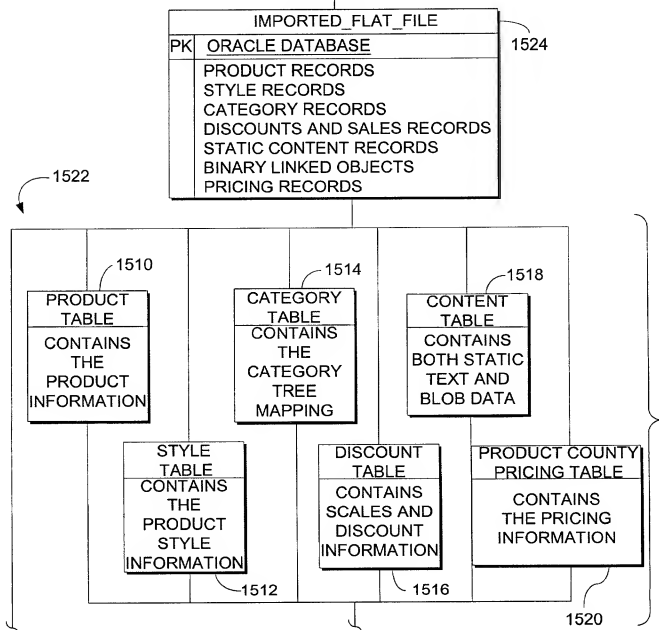 IMPORTED_FLAT_FILE
1524
PK ORACLE DATABASE
PRODUCT RECORDS
STYLE RECORDS
CATEGORY RECORDS
DISCOUNTS AND SALES RECORDS
STATIC CONTENT RECORDS
BINARY LINKED OBJECTS
PRICING RECORDS
1522
1510
PRODUCT
TABLE
CONTAINS
THE
PRODUCT
INFORMATION
1514
CATEGORY
TABLE
CONTAINS
THE
CATEGORY
TREE
MAPPING
1518
CONTENT
TABLE
CONTAINS
BOTH STATIC
TEXT AND
BLOB DATA
STYLE
TABLE
CONTAINS
THE
PRODUCT
STYLE
INFORMATION
1512
DISCOUNT
TABLE
CONTAINS
SCALES AND
DISCOUNT
INFORMATION
1516
PRODUCT COUNTY
PRICING TABLE
CONTAINS
THE PRICING
INFORMATION
1520